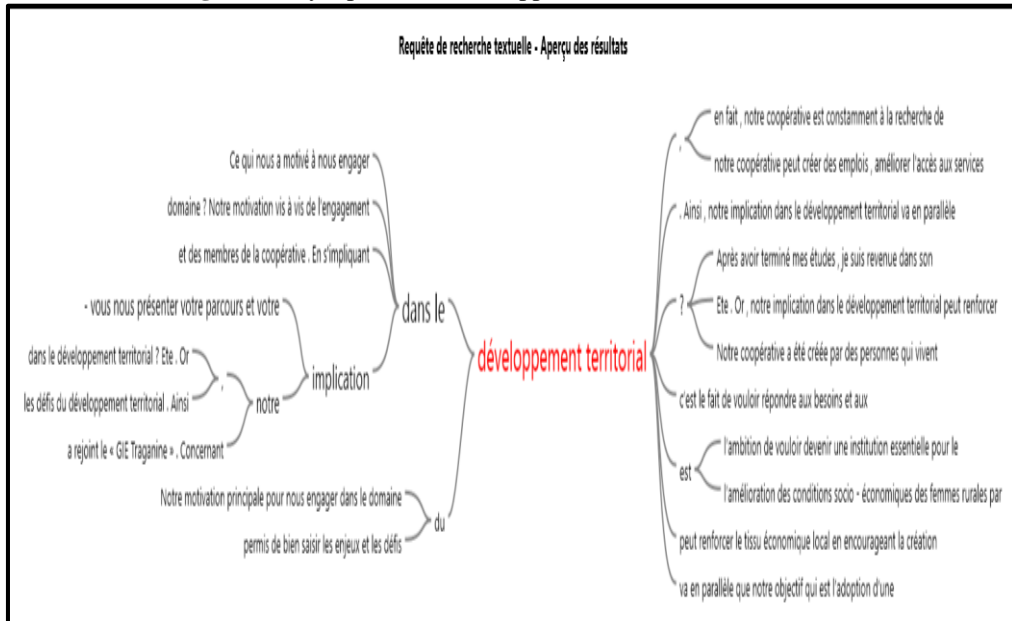 Requête de recherche textuelle - Aperçu des résultats
Ce qui nous a motivé à nous engager
domaine ? Notre motivation vis à vis de l'engagement
et des membres de la coopérative . En s'impliquant
dans le
- vous nous présenter votre parcours et votre
implication
dans le développement territorial ? Ete . Or
les défis du développement territorial . Ainsi
,
notre
a rejoint le « GIE Traganine » . Concernant
Notre motivation principale pour nous engager dans le domaine
permis de bien saisir les enjeux et les défis
du
développement territorial
,
en fait , notre coopérative est constamment à la recherche de
notre coopérative peut créer des emplois , améliorer l'accès aux services
. Ainsi , notre implication dans le développement territorial va en parallèle
?
Après avoir terminé mes études , je suis revenue dans son
Ete . Or , notre implication dans le développement territorial peut renforcer
Notre coopérative a été créée par des personnes qui vivent
c'est le fait de vouloir répondre aux besoins et aux
est
l'ambition de vouloir devenir une institution essentielle pour le
l'amélioration des conditions socio - économiques des femmes rurales par
peut renforcer le tissu économique local en encourageant la création
va en parallèle que notre objectif qui est l'adoption d'une